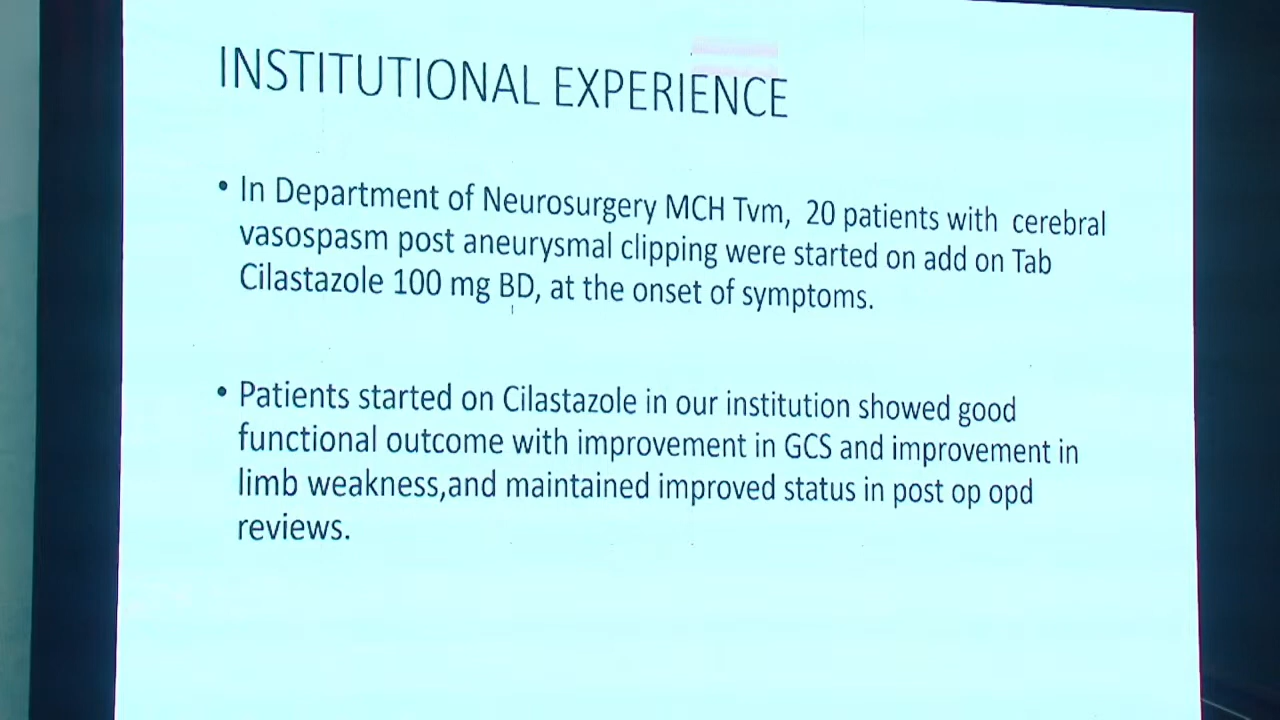 INSTITUTIONAL EXPERIENCE
• In Department of Neurosurgery MCH Tvm, 20 patients with cerebral
vasospasm post aneurysmal clipping were started on add on Tab
Cilastazole 100 mg BD, at the onset of symptoms.
• Patients started on Cilastazole in our institution showed good
functional outcome with improvement in GCS and improvement in
limb weakness,and maintained improved status in post op opd
reviews.